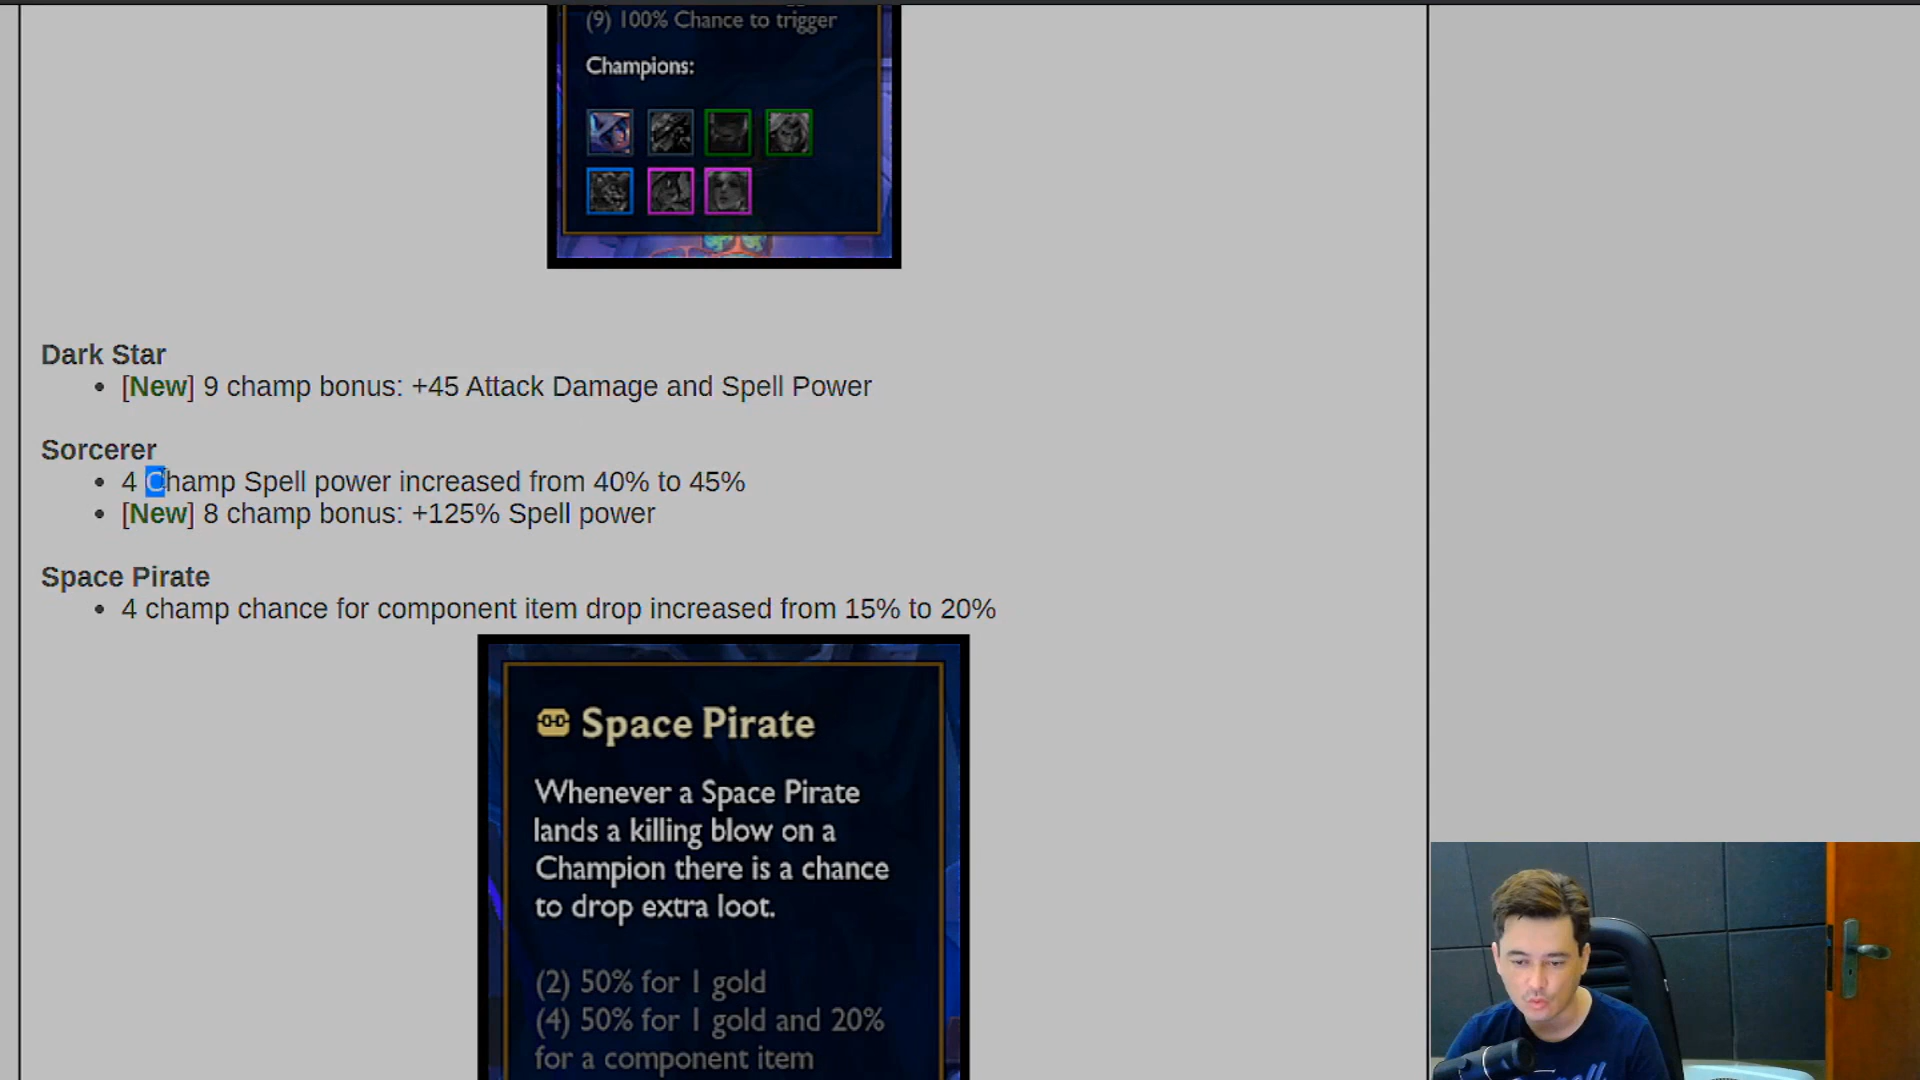 (9) 100% Chance to trigger
Champions:
Dark Star
• [New] 9 champ bonus: +45 Attack Damage and Spell Power
Sorcerer
• 4 Champ Spell power increased from 40% to 45%
• [New] 8 champ bonus: +125% Spell power
Space Pirate
• 4 champ chance for component item drop increased from 15% to 20%
Space Pirate
Whenever a Space Pirate
lands a killing blow on a
Champion there is a chance
to drop extra loot.
(2) 50% for 1 gold
(4) 50% for 1 gold and 20%
for a component item